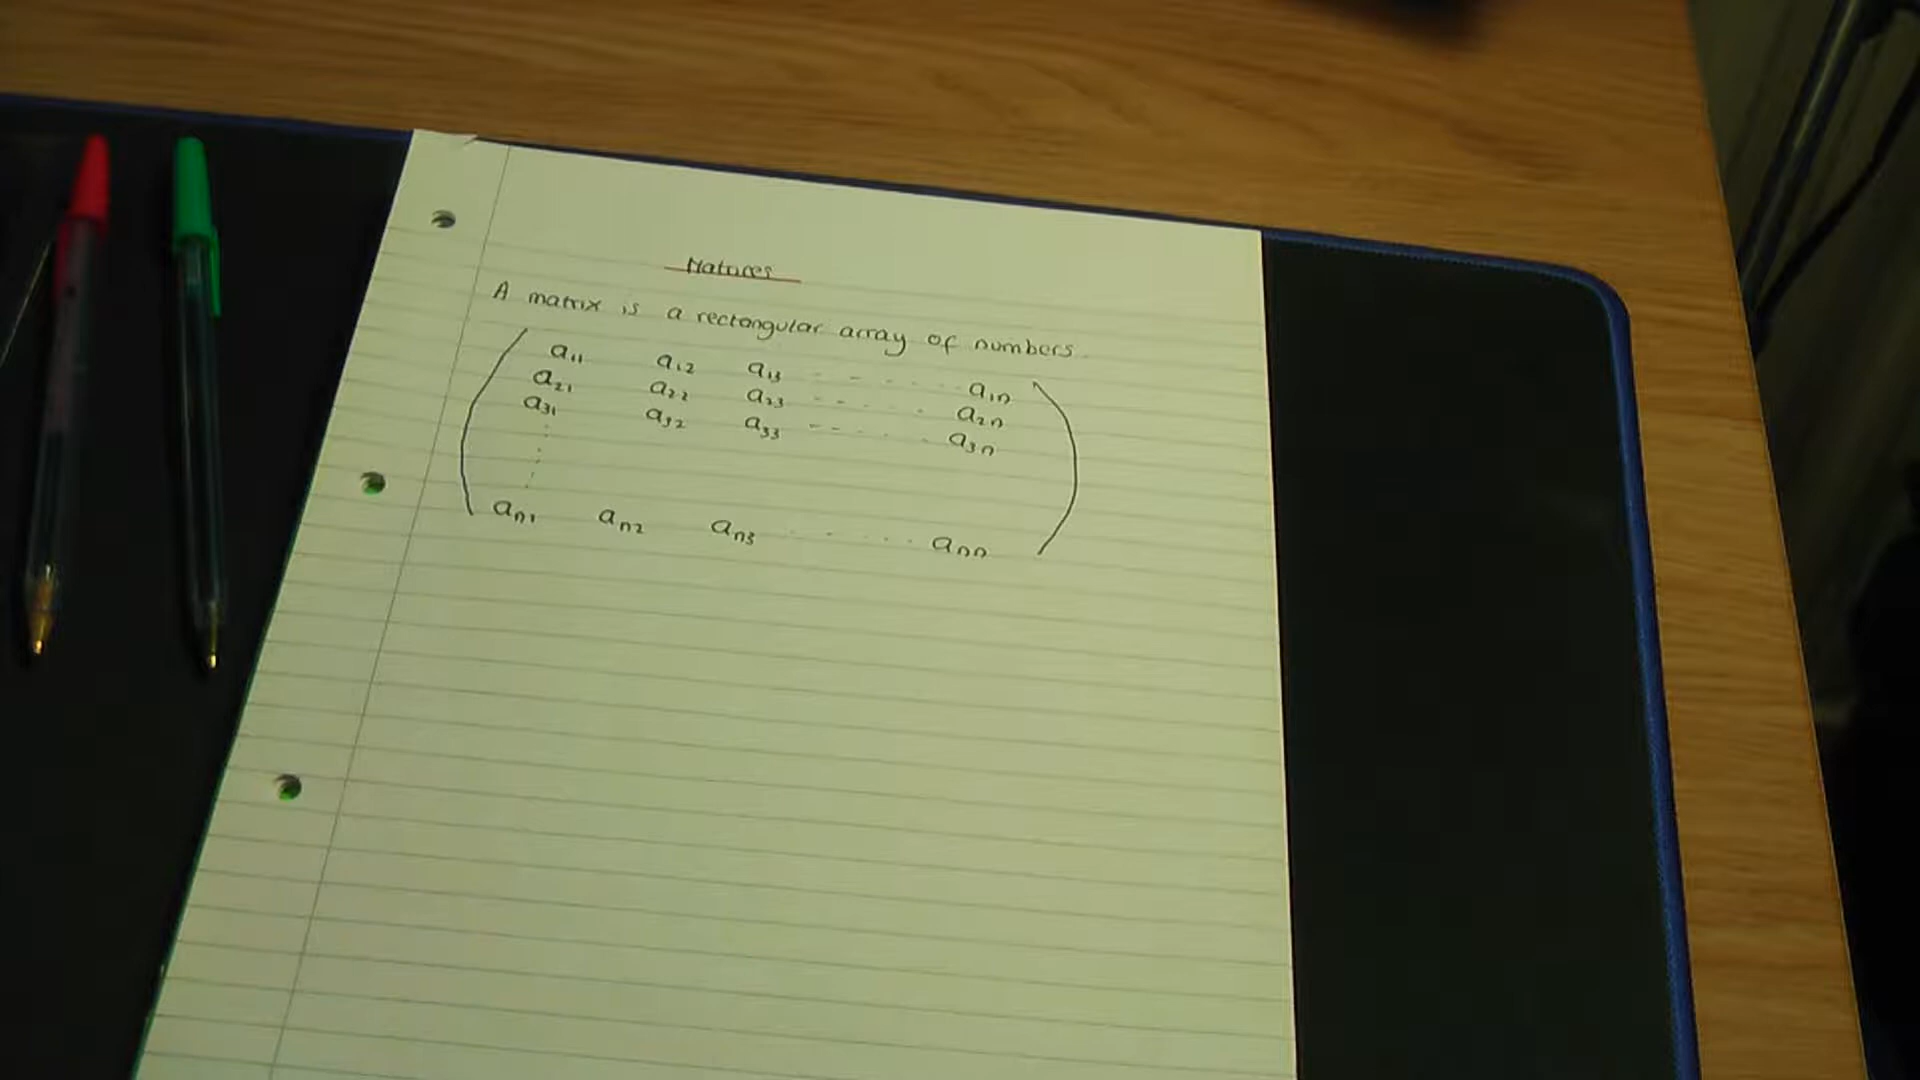 Matrices
A matrix is a rectangular array of numbers.
a11 a12 a13 - - - - - - a1n
a21 a22 a23 - - - - - a2n
a31 a32 a33 - - - - - - a3n
an1 an2 an3 . . . . . ann